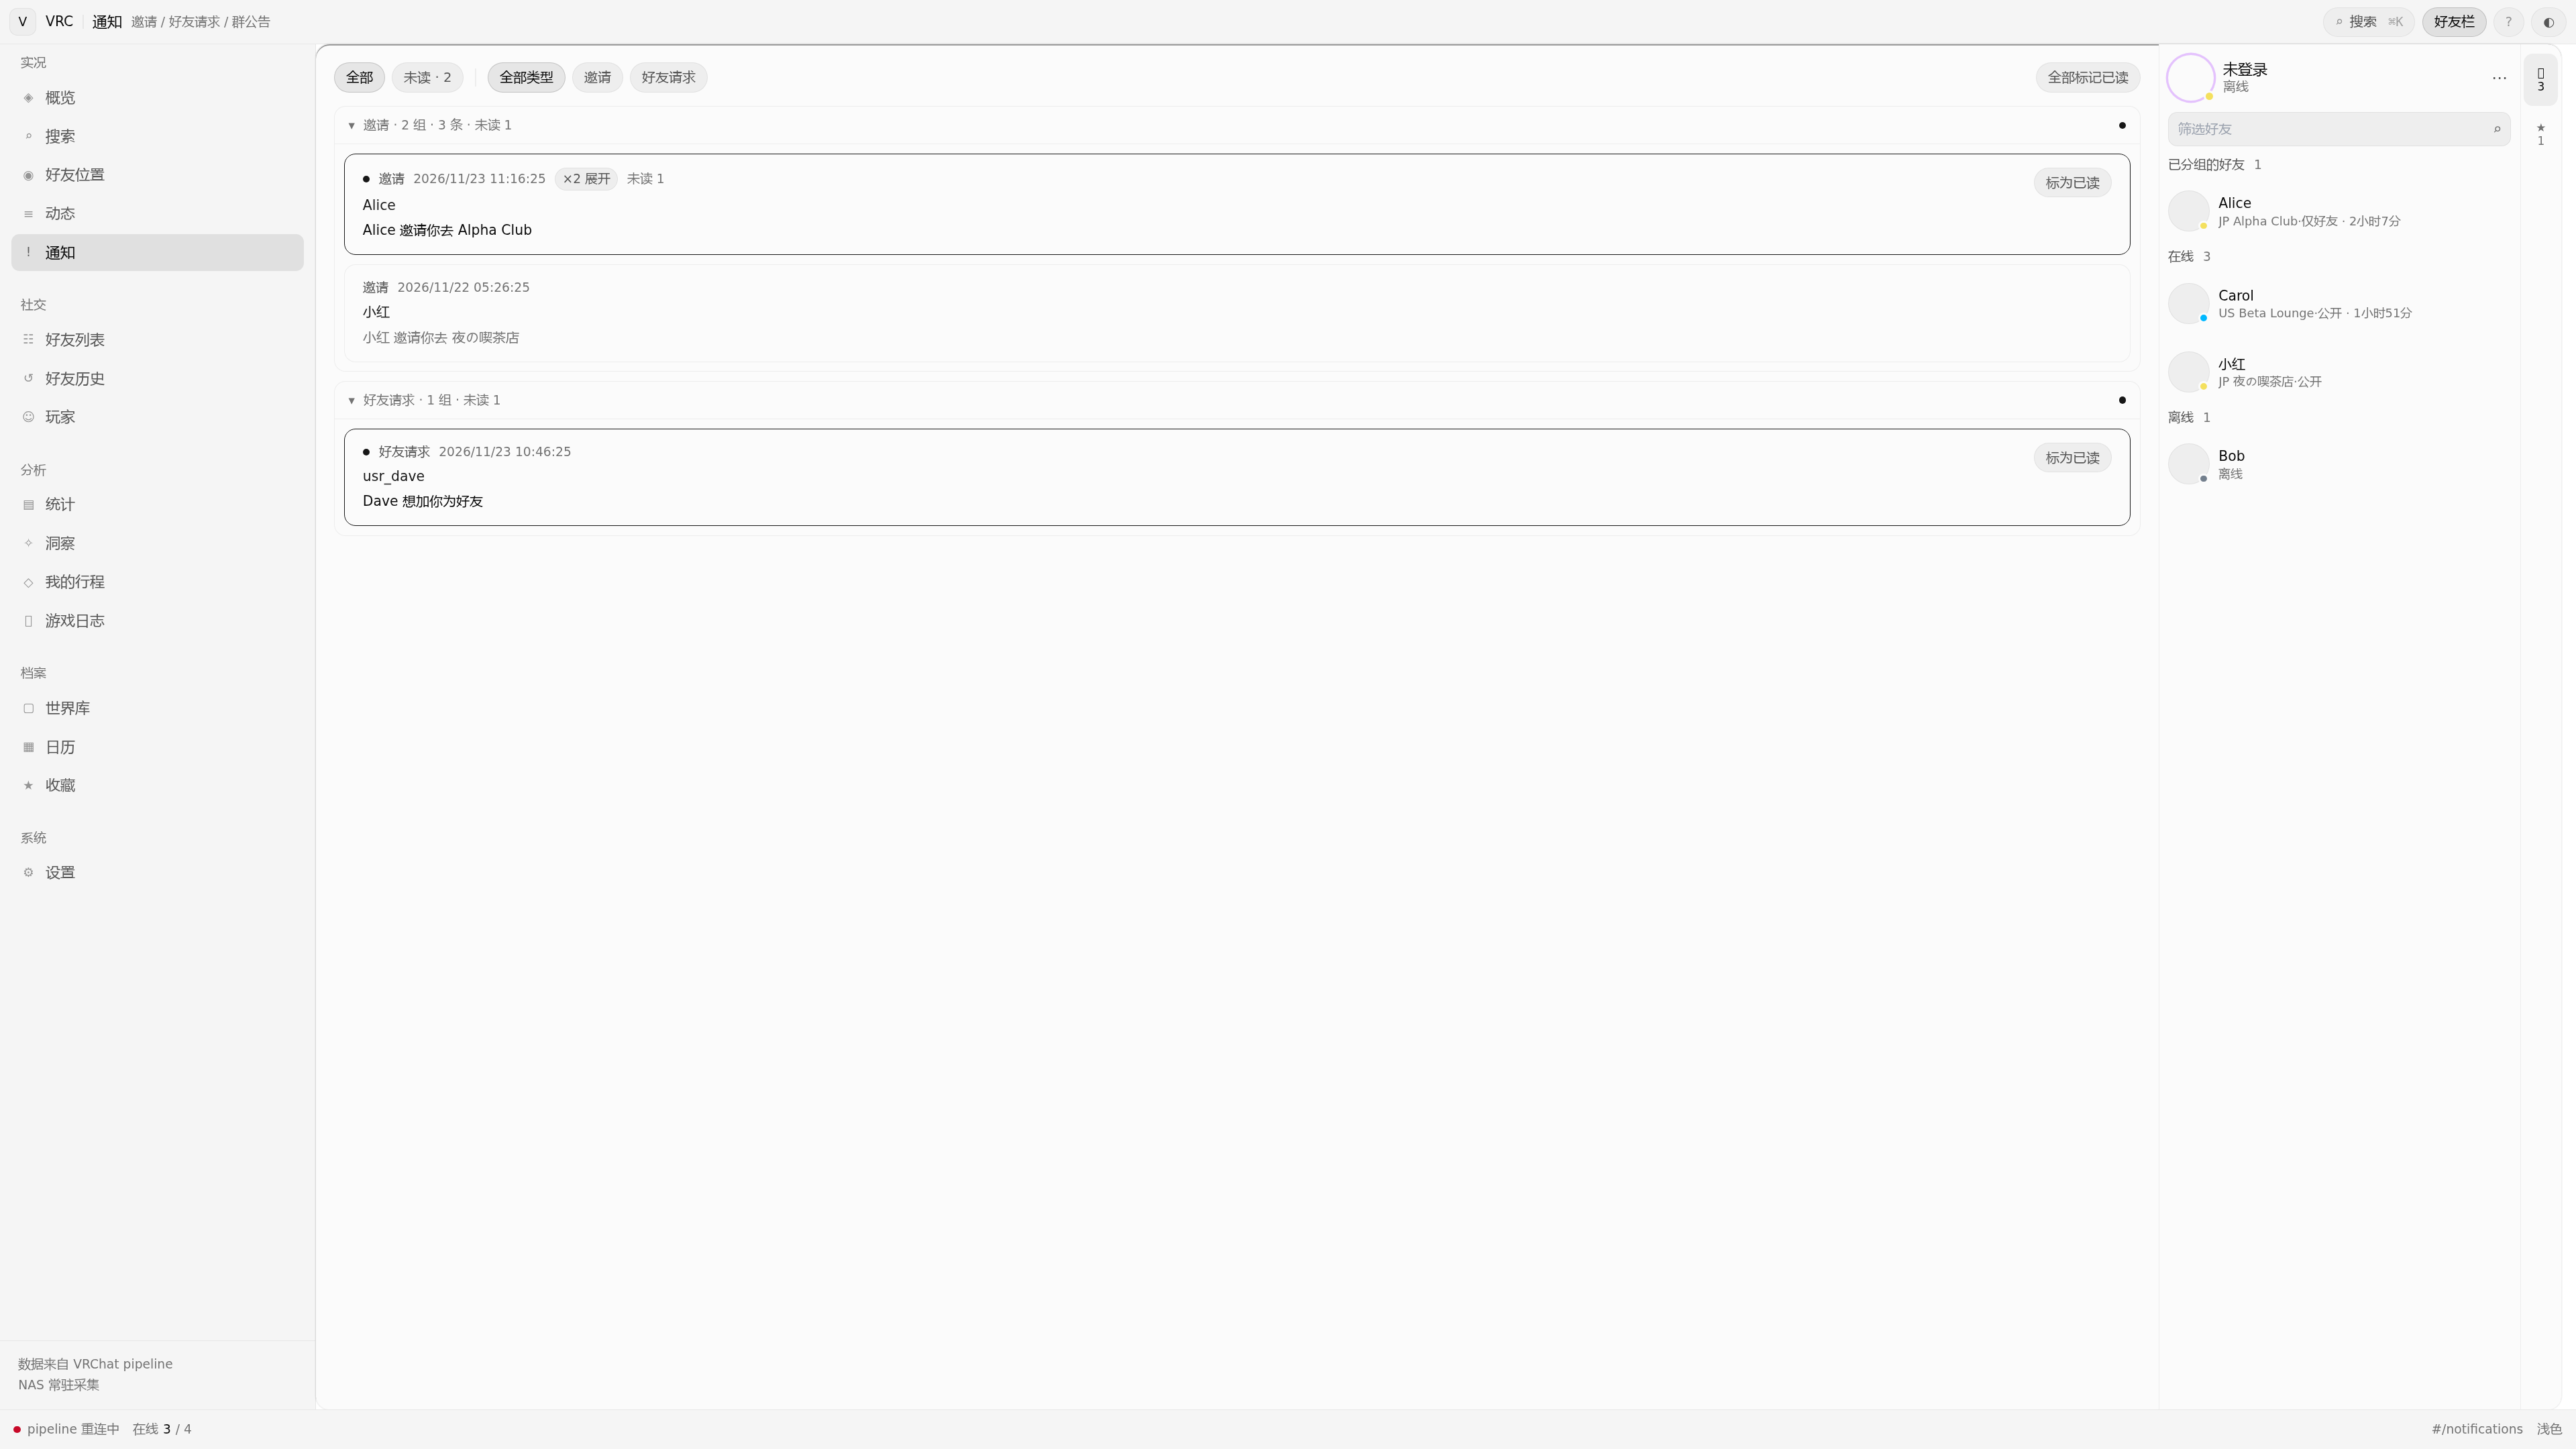 V VRC 通知 邀请 / 好友请求 / 群公告
搜索 ⌘K 好友栏 ?
实况
概览
搜索
好友位置
动态
! 通知
社交
好友列表
好友历史
玩家
分析
统计
洞察
我的行程
游戏日志
档案
世界库
日历
收藏
系统
设置
数据来自 VRChat pipeline
NAS 常驻采集
全部 未读 · 2 全部类型 邀请 好友请求 全部标记已读
▾ 邀请 · 2 组 · 3 条 · 未读 1
邀请 2026/11/23 11:16:25 ×2 展开 未读 1 标为已读
Alice
Alice 邀请你去 Alpha Club
邀请 2026/11/22 05:26:25
小红
小红 邀请你去 夜の喫茶店
▾ 好友请求 · 1 组 · 未读 1
好友请求 2026/11/23 10:46:25 标为已读
usr_dave
Dave 想加你为好友
未登录 ⋯
离线
筛选好友
已分组的好友 1
Alice
JP Alpha Club·仅好友 · 2小时7分
在线 3
Carol
US Beta Lounge·公开 · 1小时51分
小红
JP 夜の喫茶店·公开
离线 1
Bob
离线
3
★
1
pipeline 重连中 在线 3 / 4
#/notifications 浅色